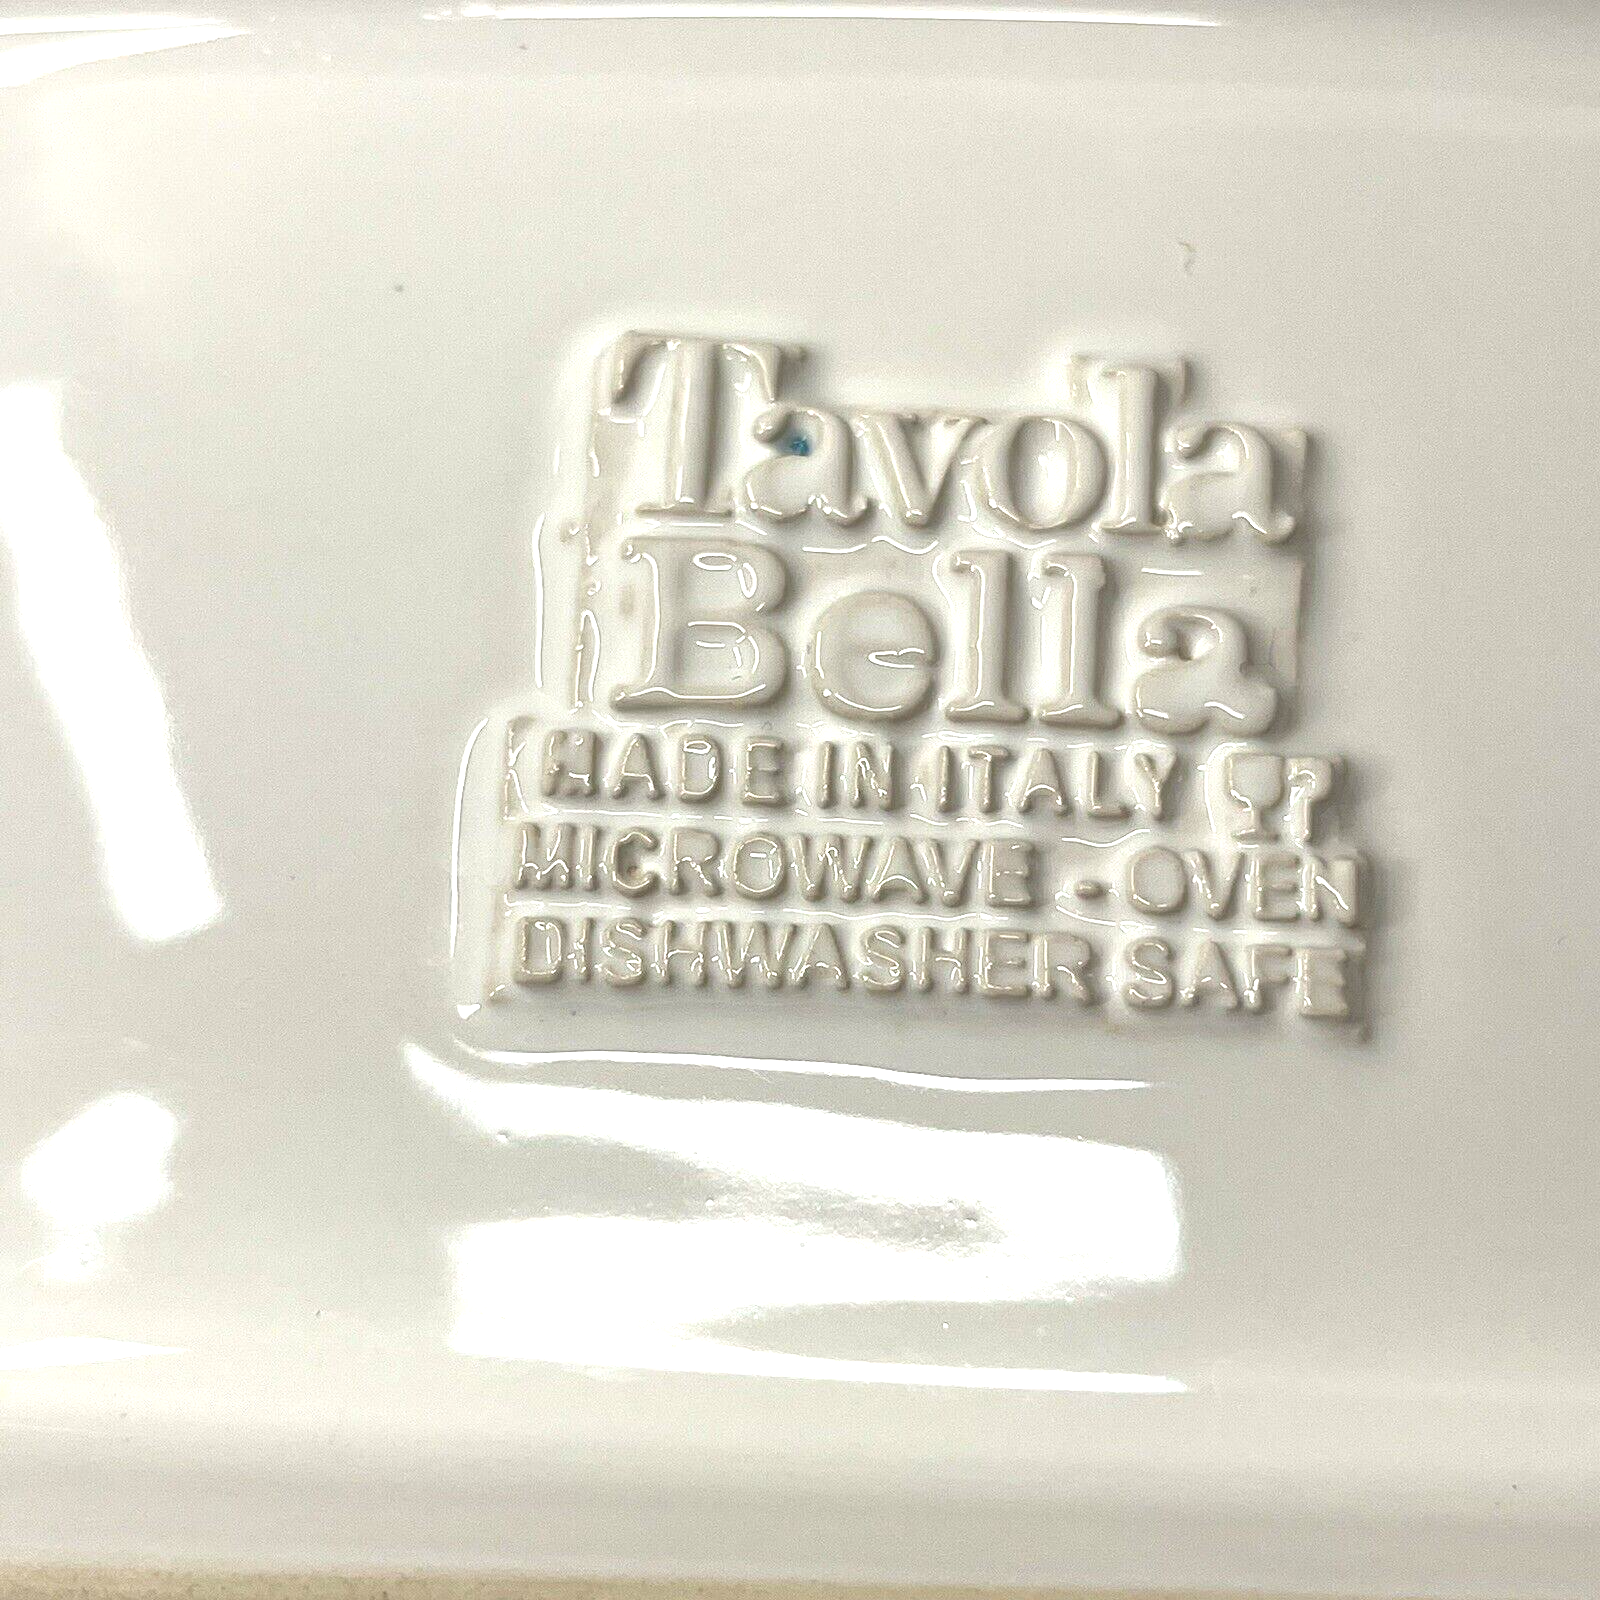 Tavola
Bella
MADE IN ITALY
MICROWAVE - OVEN
DISHWASHER SAFE